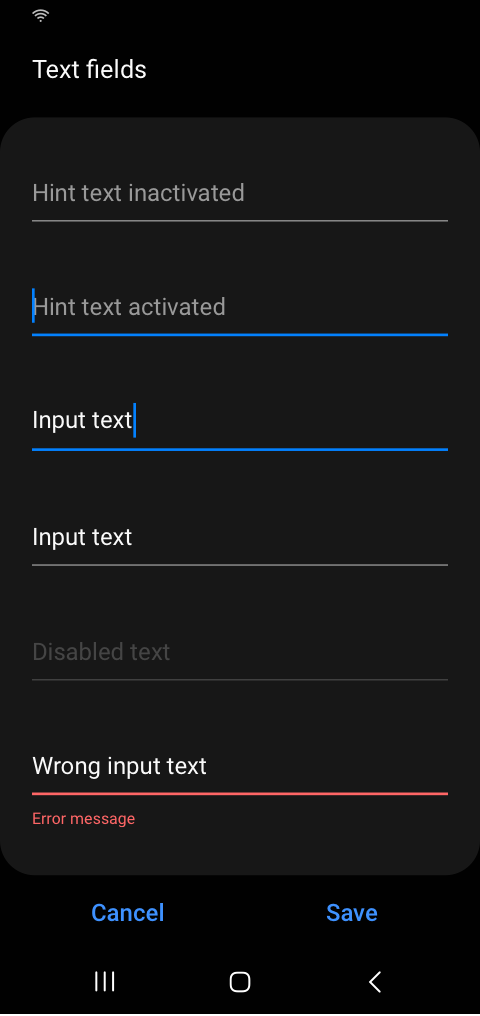 Text fields
Hint text inactivated
Hint text activated
Input text
Input text
Disabled text
Wrong input text
Error message
Cancel Save